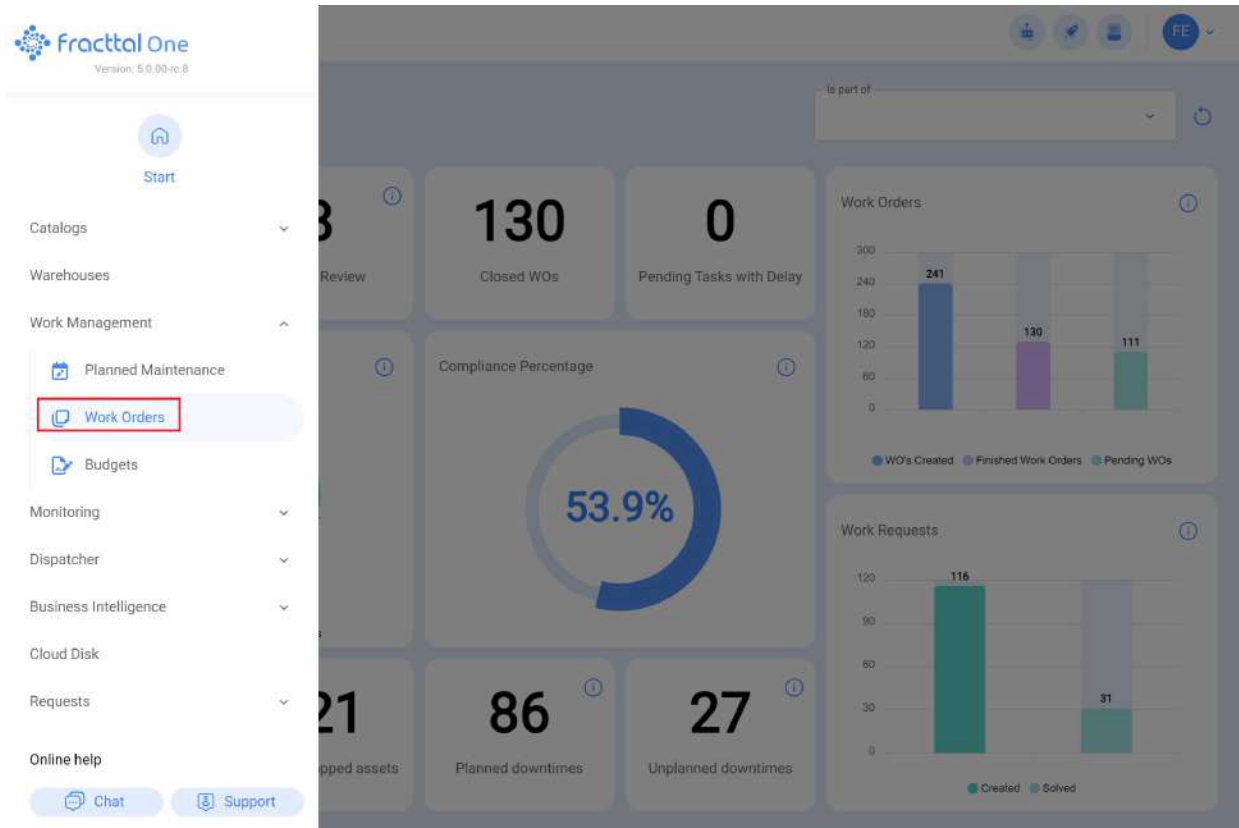 fracttal One
Version: 5.0.00-rc.8
Start
Catalogs
Warehouses
Work Management
Planned Maintenance
Work Orders
Budgets
Monitoring
Dispatcher
Business Intelligence
Cloud Disk
Requests
Online help
Chat
Support
FE
Is part of
Review
130
Closed WOs
0
Pending Tasks with Delay
Compliance Percentage
53.9%
21
pped assets
86
Planned downtimes
27
Unplanned downtimes
Work Orders
300
240
180
120
60
0
241
130
111
WO's Created Finished Work Orders Pending WOs
Work Requests
120
90
60
30
0
116
31
Created Solved